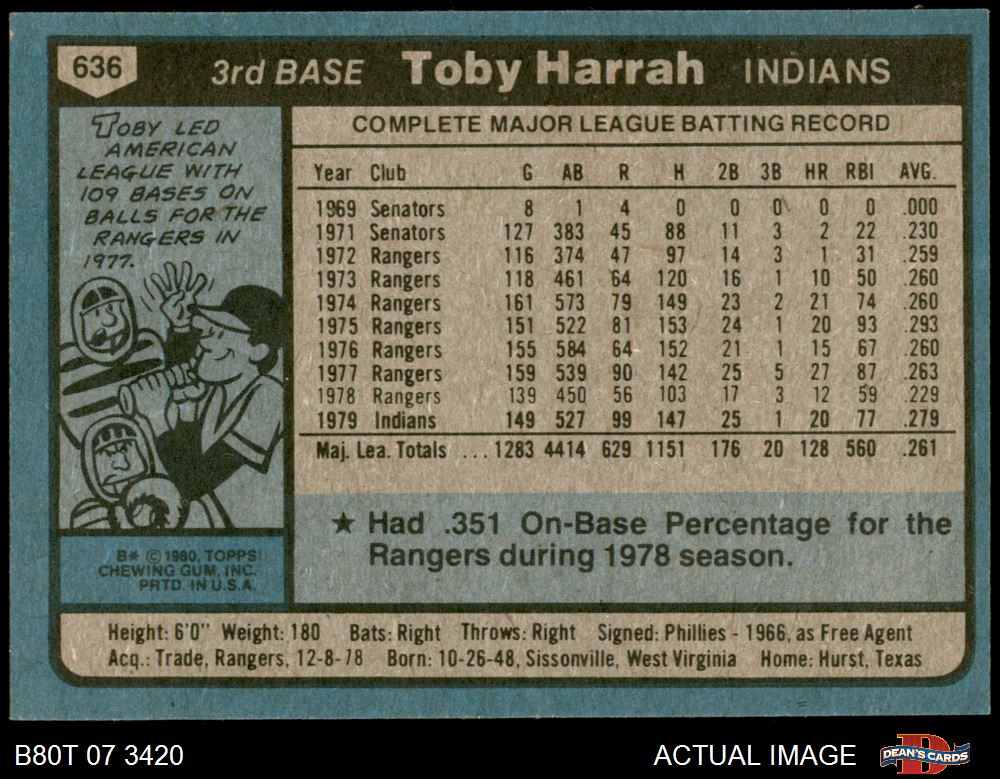 636 3rd BASE Toby Harrah INDIANS
TOBY LED
AMERICAN
LEAGUE WITH
109 BASES ON
BALLS FOR THE
RANGERS IN
1977.
B* © 1980, TOPPS
CHEWING GUM, INC.
PRTD. IN U.S.A.
COMPLETE MAJOR LEAGUE BATTING RECORD
Year Club G AB R H 2B 3B HR RBI AVG.
1969 Senators 8 1 4 0 0 0 0 0 .000
1971 Senators 127 383 45 88 11 3 2 22 .230
1972 Rangers 116 374 47 97 14 3 1 31 .259
1973 Rangers 118 461 64 120 16 1 10 50 .260
1974 Rangers 161 573 79 149 23 2 21 74 .260
1975 Rangers 151 522 81 153 24 1 20 93 .293
1976 Rangers 155 584 64 152 21 1 15 67 .260
1977 Rangers 159 539 90 142 25 5 27 87 .263
1978 Rangers 139 450 56 103 17 3 12 59 .229
1979 Indians 149 527 99 147 25 1 20 77 .279
Maj. Lea. Totals ... 1283 4414 629 1151 176 20 128 560 .261
★ Had .351 On-Base Percentage for the
Rangers during 1978 season.
Height: 6'0" Weight: 180 Bats: Right Throws: Right Signed: Phillies - 1966, as Free Agent
Acq.: Trade, Rangers, 12-8-78 Born: 10-26-48, Sissonville, West Virginia Home: Hurst, Texas
B80T 07 3420 ACTUAL IMAGE DEAN'S CARDS